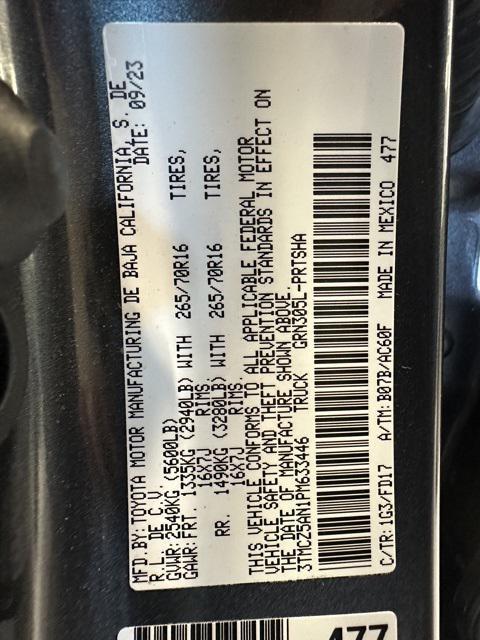 MFD.BY:TOYOTA MOTOR MANUFACTURING DE BAJA CALIFORNIA, S. DE
R.L. DE C.V. DATE: 09/23
GVWR:2540KG (5600LB)
GAWR:FRT. 1335KG (2940LB) WITH 265/70R16 TIRES,
16X7J RIMS.
RR. 1490KG (3280LB) WITH 265/70R16 TIRES,
16X7J RIMS.
THIS VEHICLE CONFORMS TO ALL APPLICABLE FEDERAL MOTOR
VEHICLE SAFETY AND THEFT PREVENTION STANDARDS IN EFFECT ON
THE DATE OF MANUFACTURE SHOWN ABOVE.
3TMCZ5AN1PM633446 TRUCK GRN305L-PRTSHA
C/TR: 1G3/FD17 A/TM: B07B/AC60F MADE IN MEXICO 477
477